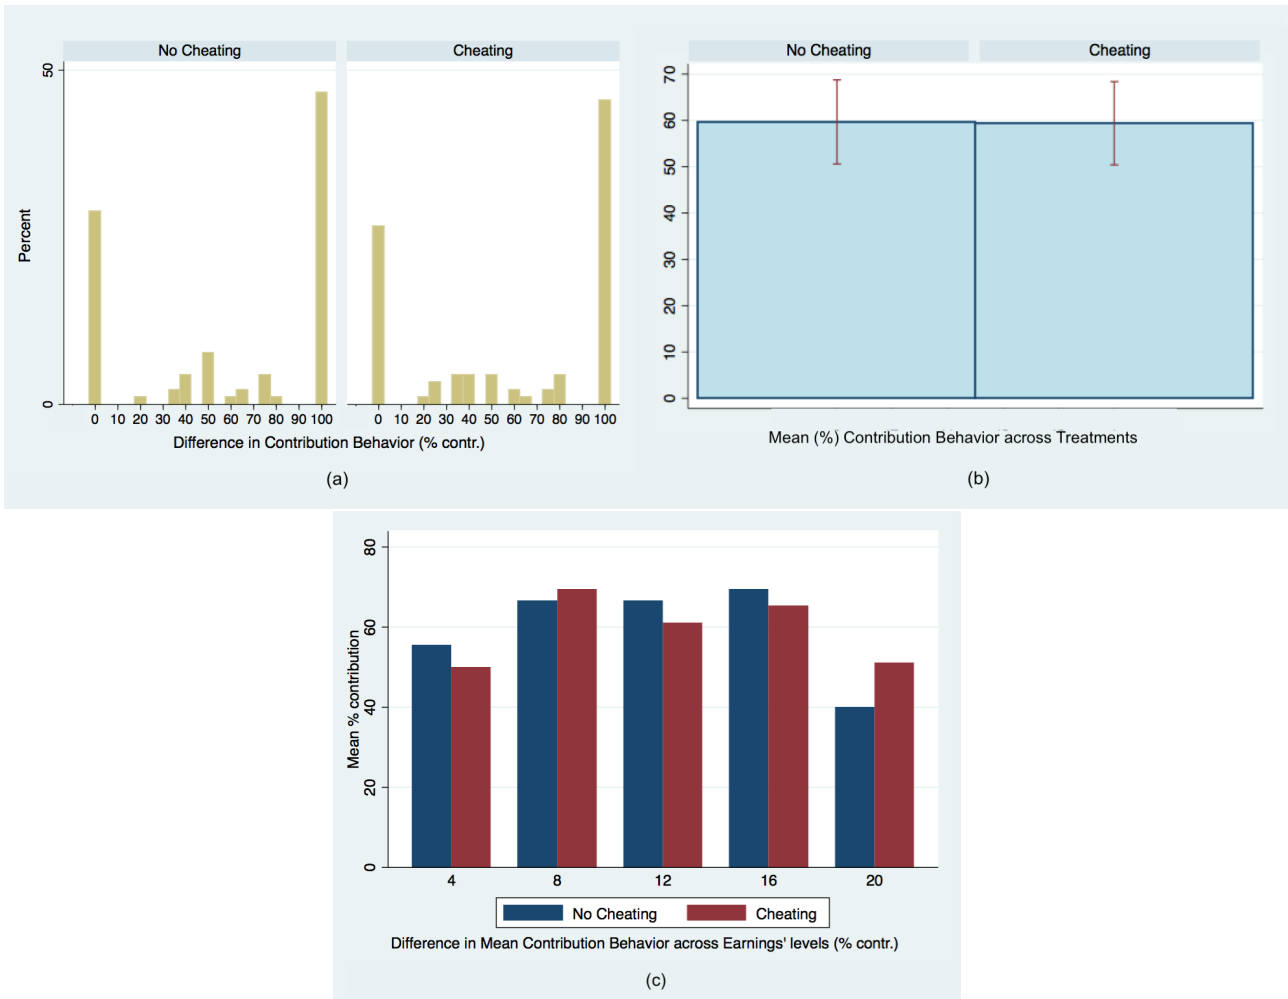 No Cheating Cheating
50
0
Percent
0 10 20 30 40 50 60 70 80 90 100 0 10 20 30 40 50 60 70 80 90 100
Difference in Contribution Behavior (% contr.)
(a)
No Cheating Cheating
70
60
50
40
30
20
10
0
Mean (%) Contribution Behavior across Treatments
(b)
80
60
40
20
0
Mean % contribution
4 8 12 16 20
No Cheating Cheating
Difference in Mean Contribution Behavior across Earnings' levels (% contr.)
(c)